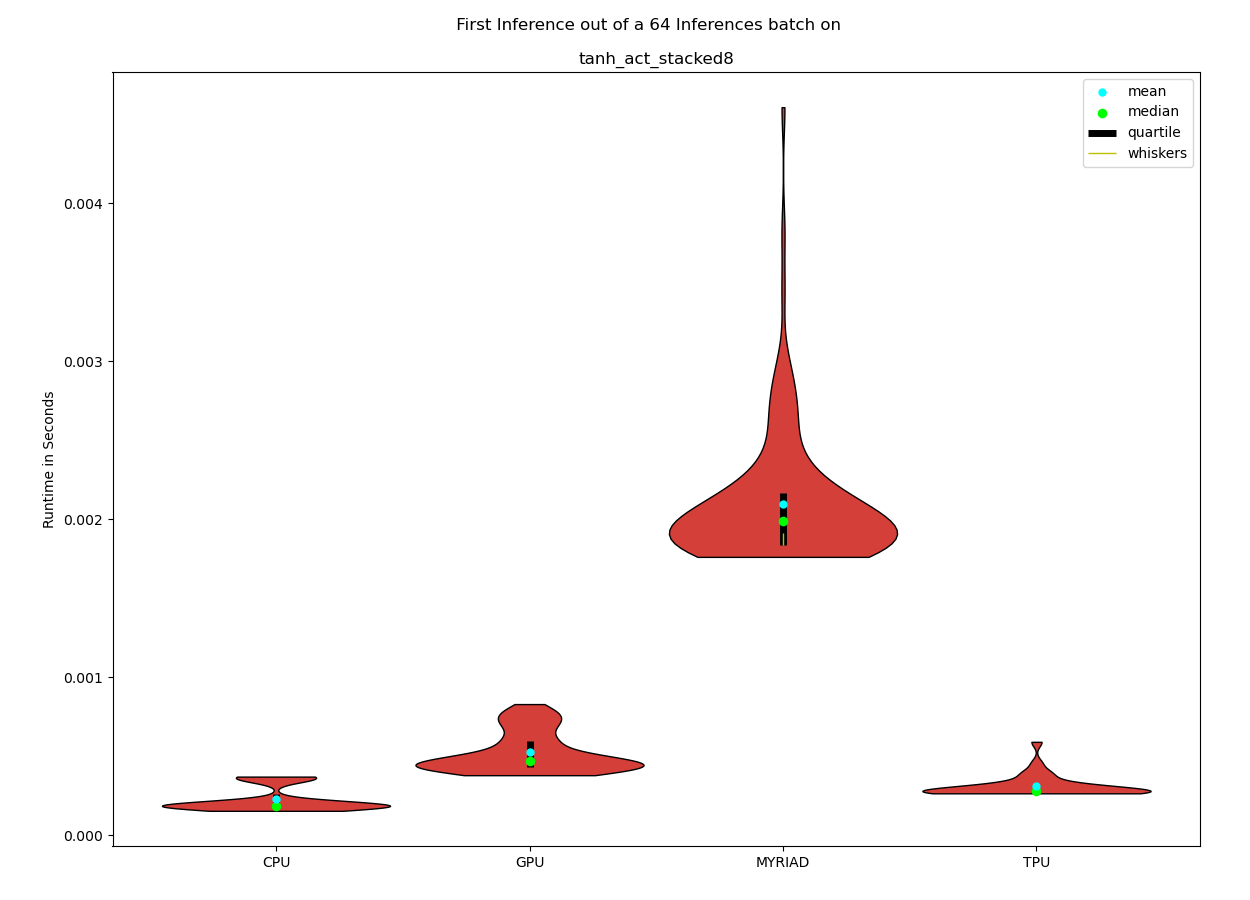 First Inference out of a 64 Inferences batch on
tanh_act_stacked8
mean
median
quartile
whiskers
Runtime in Seconds
0.004
0.003
0.002
0.001
0.000
CPU GPU MYRIAD TPU